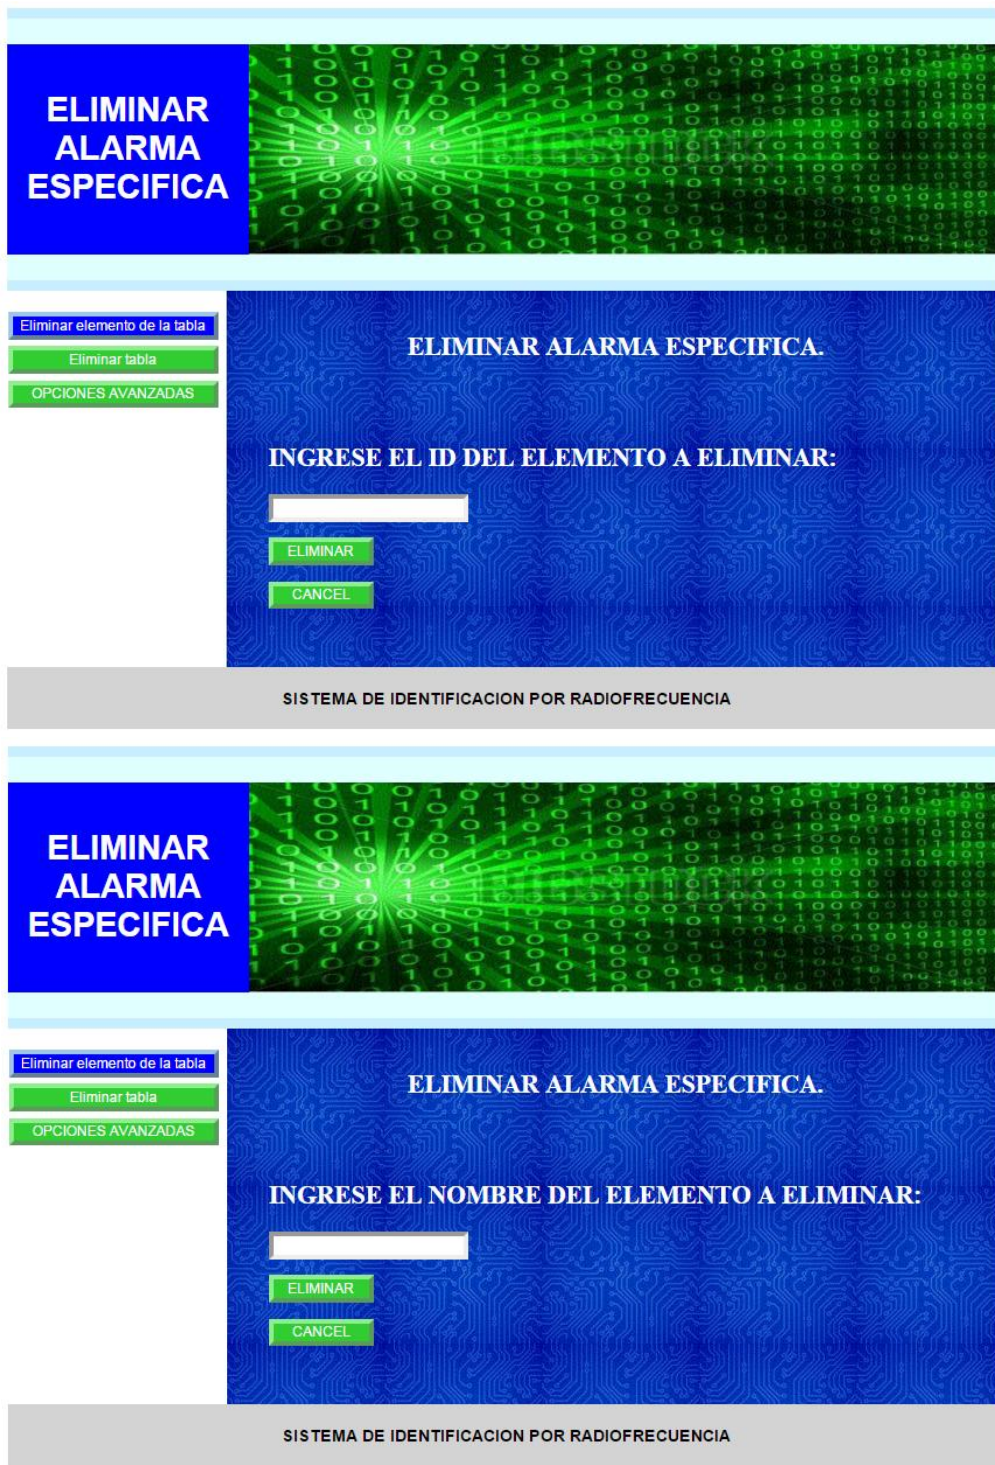 ELIMINAR
ALARMA
ESPECIFICA
Eliminar elemento de la tabla
Eliminar tabla
OPCIONES AVANZADAS
ELIMINAR ALARMA ESPECIFICA.
INGRESE EL ID DEL ELEMENTO A ELIMINAR:
ELIMINAR
CANCEL
SISTEMA DE IDENTIFICACION POR RADIOFRECUENCIA
ELIMINAR
ALARMA
ESPECIFICA
Eliminar elemento de la tabla
Eliminar tabla
OPCIONES AVANZADAS
ELIMINAR ALARMA ESPECIFICA.
INGRESE EL NOMBRE DEL ELEMENTO A ELIMINAR:
ELIMINAR
CANCEL
SISTEMA DE IDENTIFICACION POR RADIOFRECUENCIA